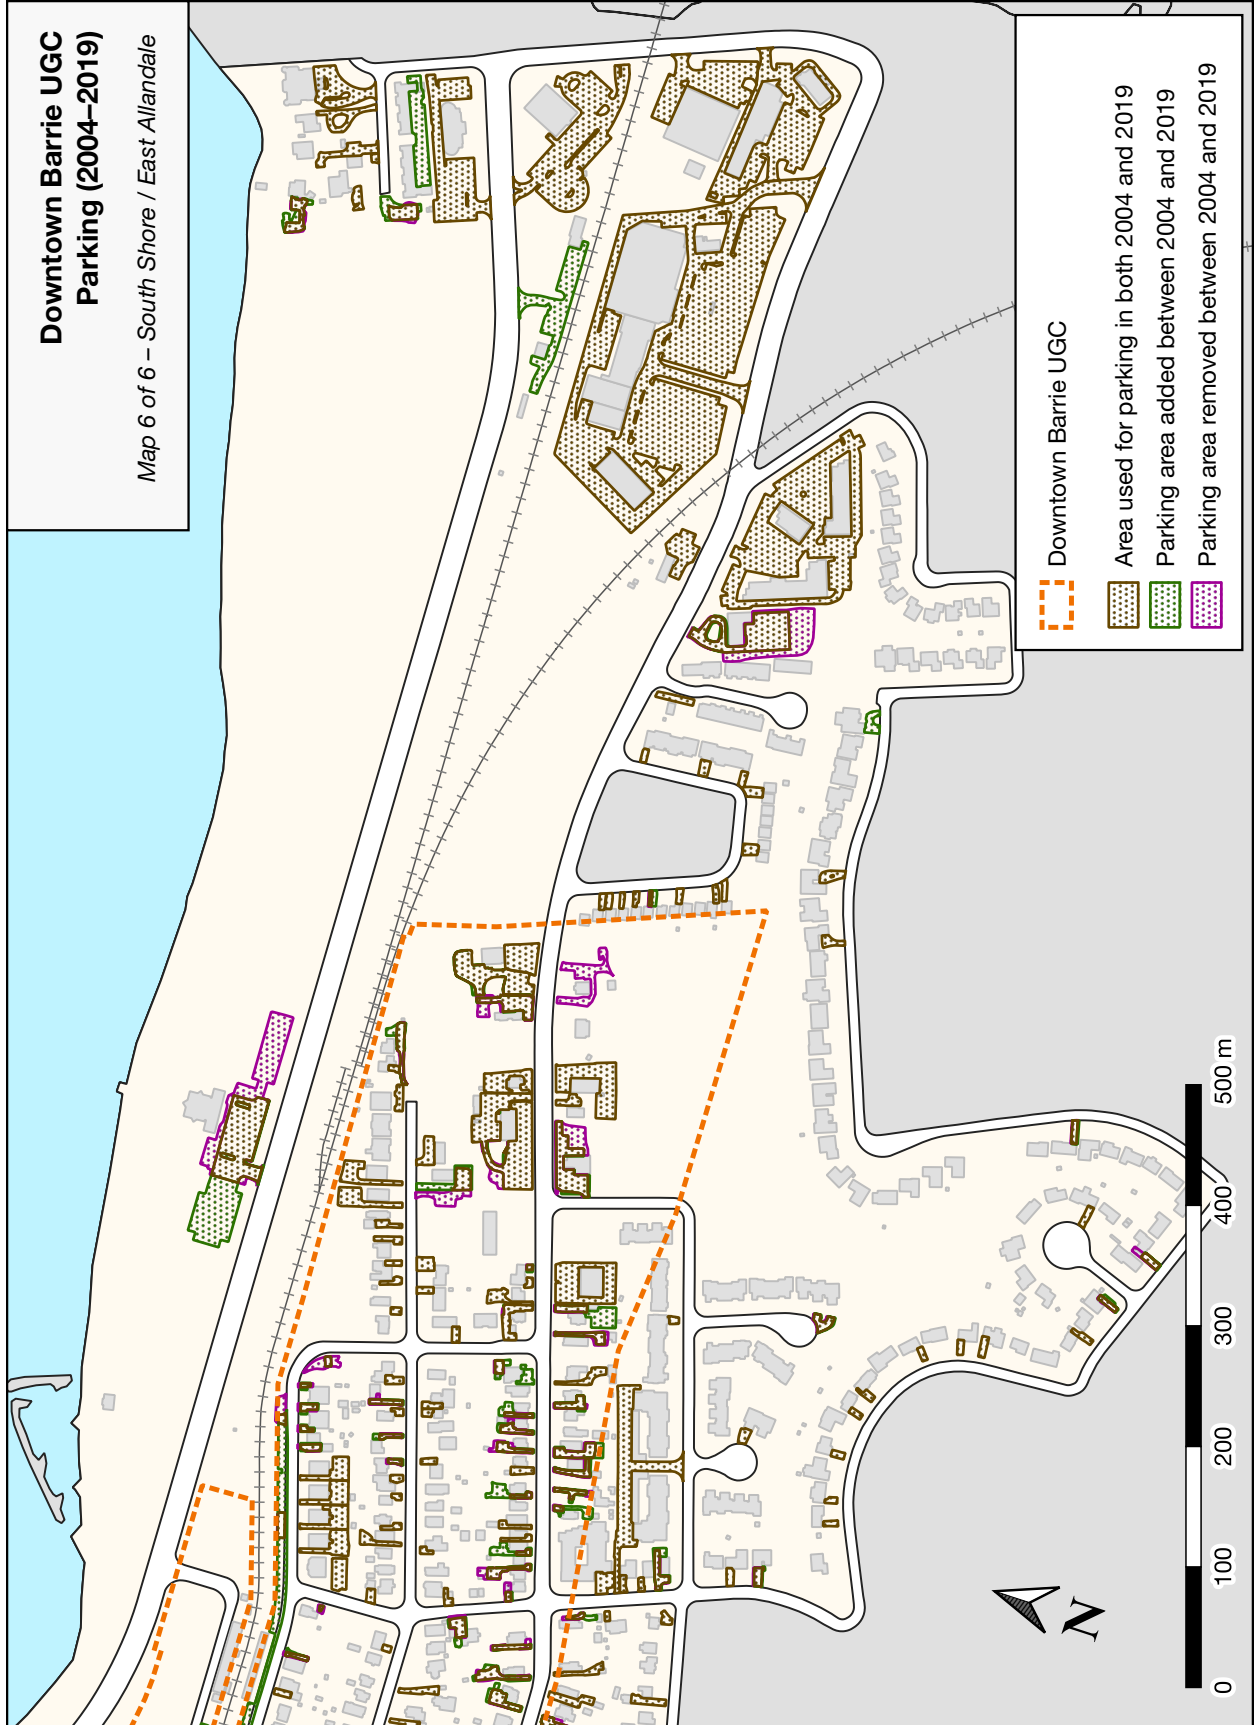 Downtown Barrie UGC
Parking (2004–2019)
Map 6 of 6 – South Shore / East Allandale
Downtown Barrie UGC
Area used for parking in both 2004 and 2019
Parking area added between 2004 and 2019
Parking area removed between 2004 and 2019
N
0 100 200 300 400 500 m